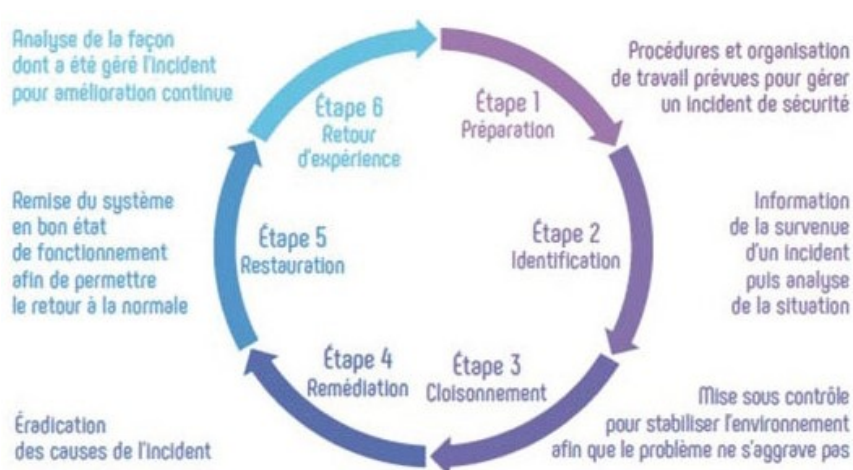 Étape 1
Préparation
Procédures et organisation
de travail prévues pour gérer
un incident de sécurité
Étape 2
Identification
Information
de la survenue
d'un incident
puis analyse
de la situation
Étape 3
Cloisonnement
Mise sous contrôle
pour stabiliser l'environnement
afin que le problème ne s'aggrave pas
Étape 4
Remédiation
Éradication
des causes de l'incident
Étape 5
Restauration
Remise du système
en bon état
de fonctionnement
afin de permettre
le retour à la normale
Étape 6
Retour
d'expérience
Analyse de la façon
dont a été géré l'incident
pour amélioration continue